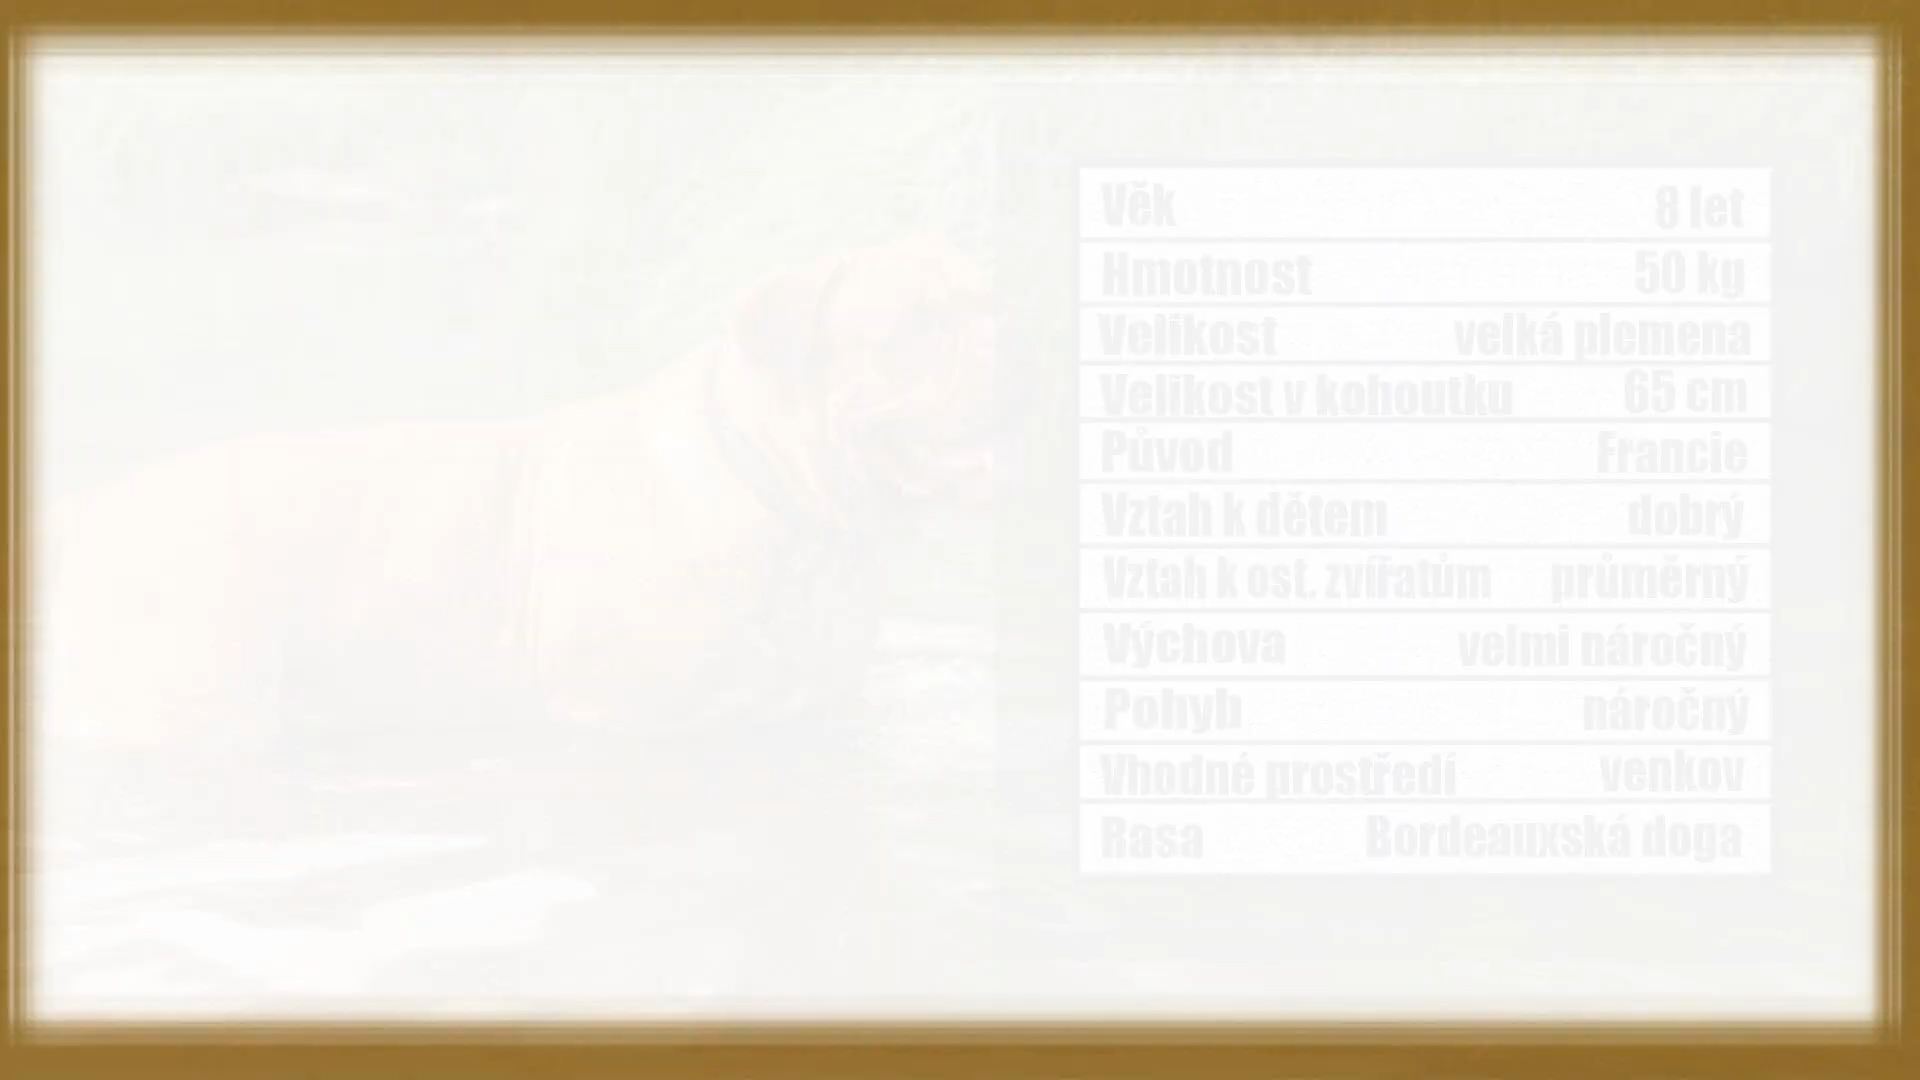 Věk 8 let
Hmotnost 50 kg
Velikost velká plemena
Velikost v kohoutku 65 cm
Původ Francie
Vztah k dětem dobrý
Vztah k ost. zvířatům průměrný
Výchova velmi náročný
Pohyb náročný
Vhodné prostředí venkov
Rasa Bordeauxská doga